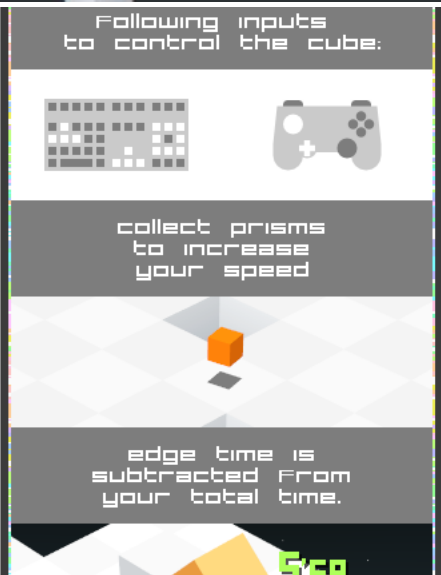 Following inputs
to control the cube:
collect prisms
to increase
your speed
edge time is
subtracted From
your total time.